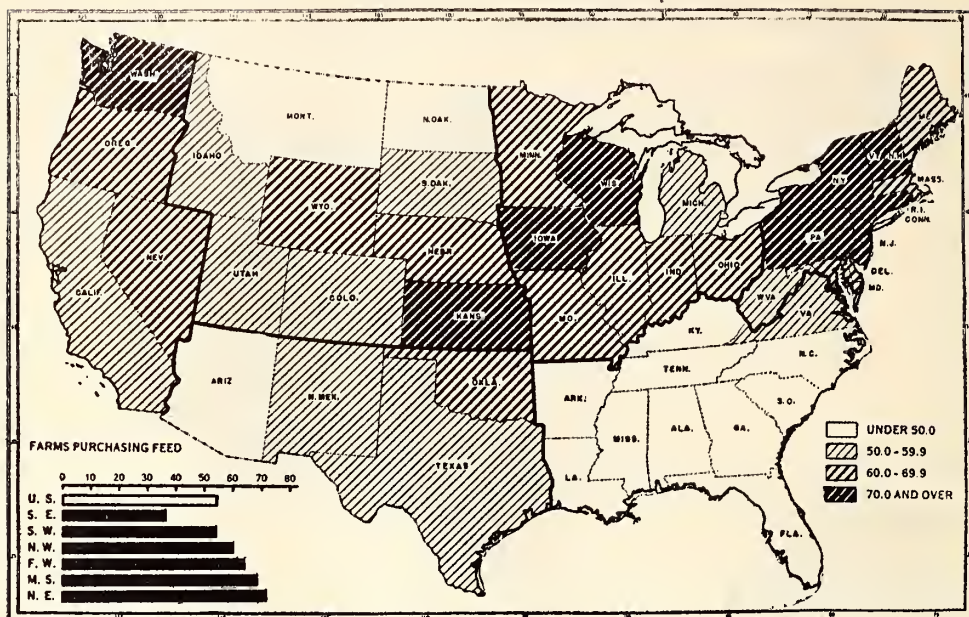 WASH.
OREG.
CALIF.
NEV.
IDAHO
MONT.
WYO.
UTAH
COLO.
ARIZ
N. MEX.
N. DAK.
S. DAK.
NEBR.
KANS.
OKLA.
TEXAS
MINN.
IOWA
MO.
ARK.
LA.
WIS.
ILL.
MICH.
IND.
OHIO
KY.
TENN.
MISS.
ALA.
GA.
FLA.
S.C.
N.C.
VA.
W.VA
PA
N.Y.
VT.
N.H.
ME.
MASS.
R.I.
CONN.
N.J.
DEL.
MD.
FARMS PURCHASING FEED
0 10 20 30 40 50 60 70 80
U. S.
S. E.
S. W.
N. W.
F. W.
M. S.
N. E.
UNDER 50.0
50.0 - 59.9
60.0 - 69.9
70.0 AND OVER